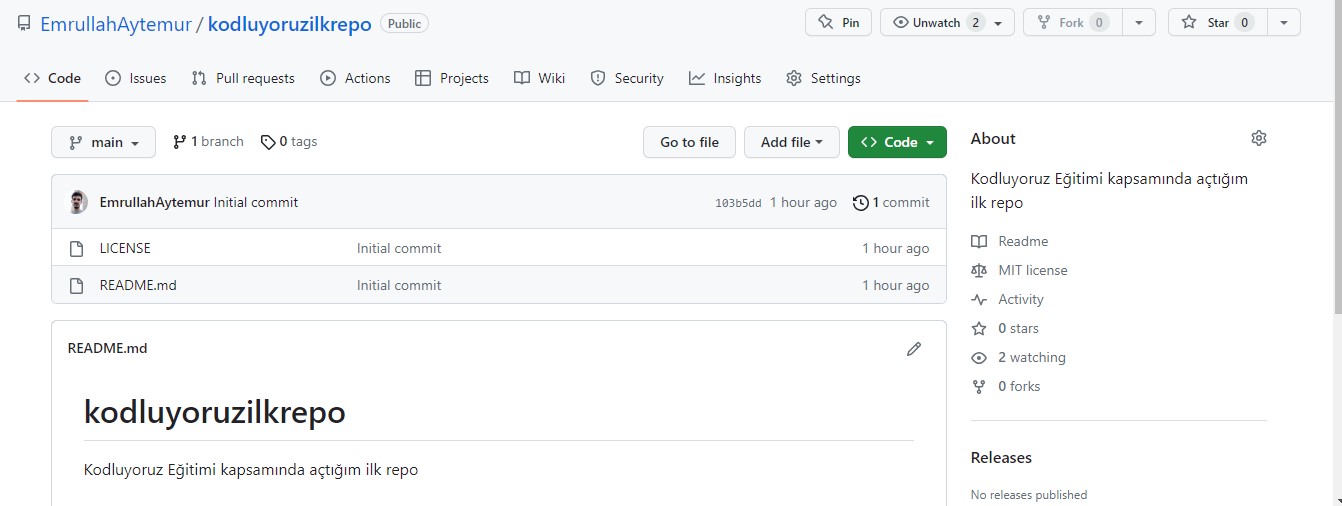 EmrullahAytemur / kodluyoruzilkrepo Public Pin Unwatch 2 Fork 0 Star 0
Code Issues Pull requests Actions Projects Wiki Security Insights Settings
main 1 branch 0 tags Go to file Add file Code
EmrullahAytemur Initial commit 103b5dd 1 hour ago 1 commit
LICENSE Initial commit 1 hour ago
README.md Initial commit 1 hour ago
README.md
kodluyoruzilkrepo
Kodluyoruz Eğitimi kapsamında açtığım ilk repo
About
Kodluyoruz Eğitimi kapsamında açtığım
ilk repo
Readme
MIT license
Activity
0 stars
2 watching
0 forks
Releases
No releases published